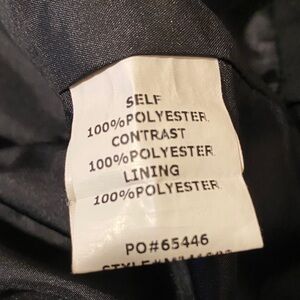 SELF
100%POLYESTER
CONTRAST
100%POLYESTER
LINING
100%POLYESTER
PO#65446